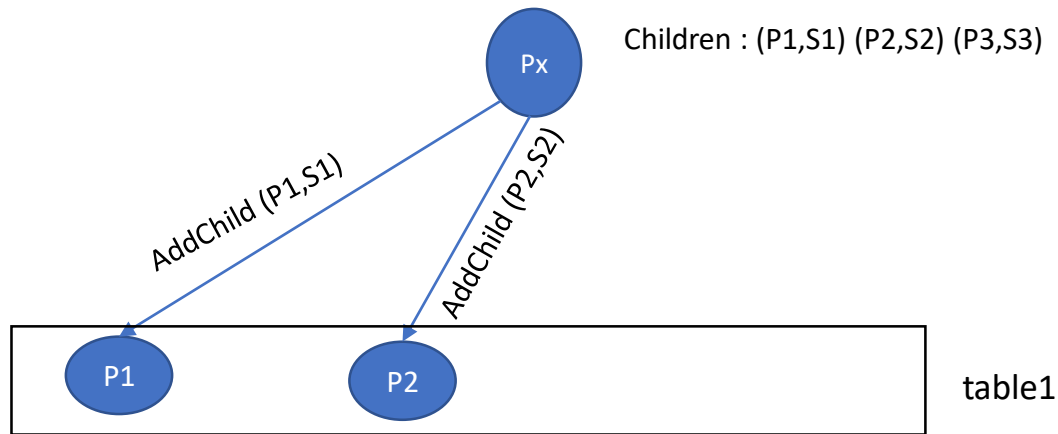 Children : (P1,S1) (P2,S2) (P3,S3)
Px
AddChild (P1,S1)
AddChild (P2,S2)
P1
P2
table1